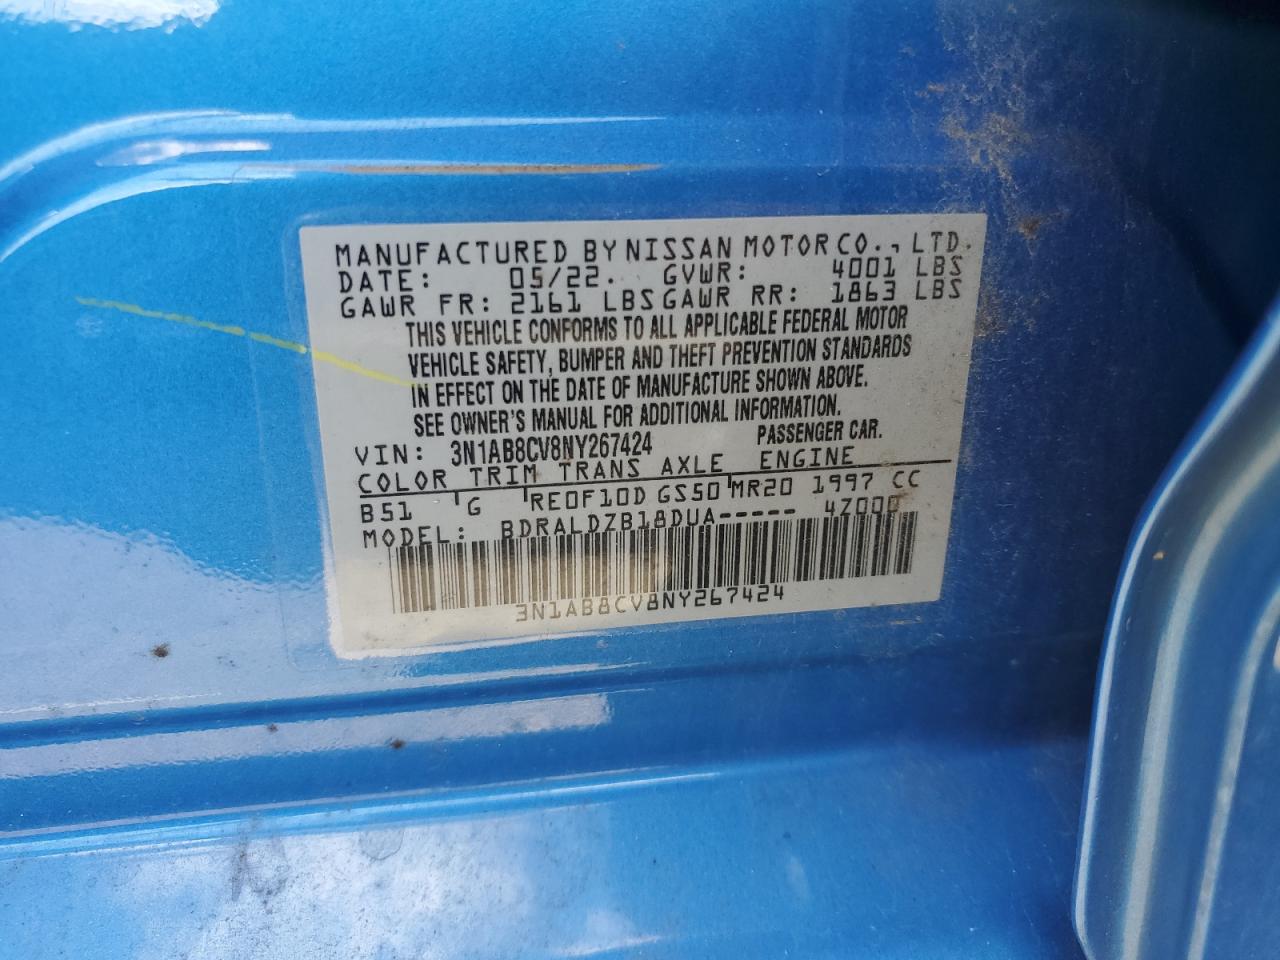 MANUFACTURED BY NISSAN MOTOR CO., LTD.
DATE: 05/22. GVWR: 4001 LBS
GAWR FR: 2161 LBS GAWR RR: 1863 LBS
THIS VEHICLE CONFORMS TO ALL APPLICABLE FEDERAL MOTOR
VEHICLE SAFETY, BUMPER AND THEFT PREVENTION STANDARDS
IN EFFECT ON THE DATE OF MANUFACTURE SHOWN ABOVE.
SEE OWNER'S MANUAL FOR ADDITIONAL INFORMATION.
VIN: 3N1AB8CV8NY267424 PASSENGER CAR.
COLOR TRIM TRANS AXLE ENGINE
B51 G RE0F10D GS50 MR20 1997 CC
MODEL: BDRALDZB18DUA----- 4Z000
3N1AB8CV8NY267424